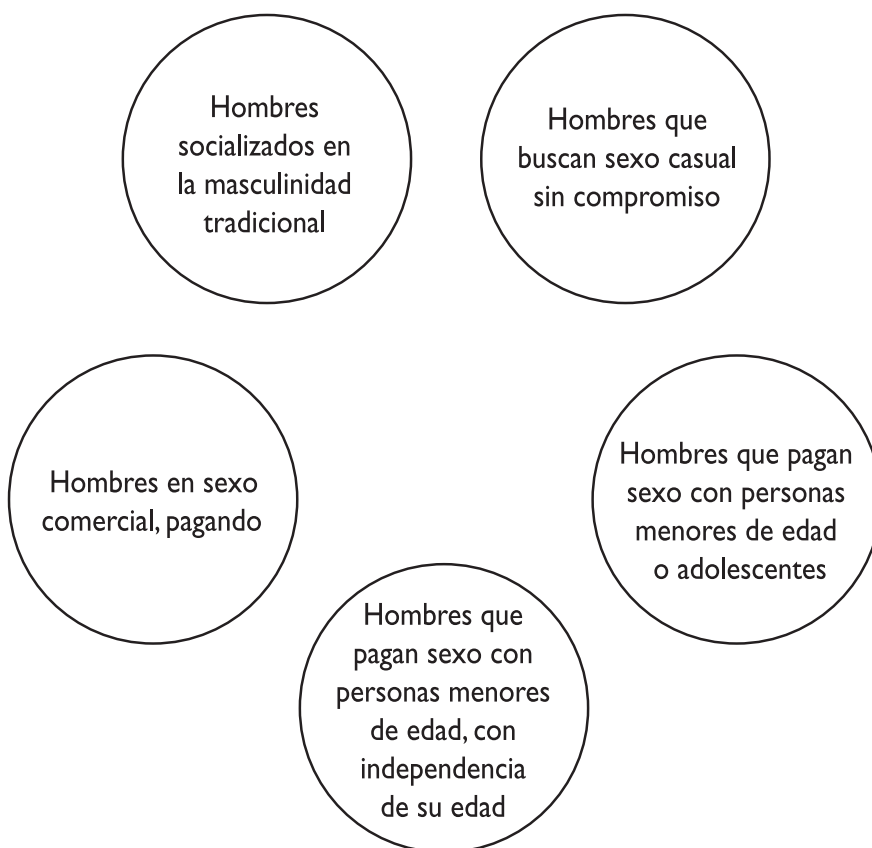 Hombres
socializados en
la masculinidad
tradicional
Hombres que
buscan sexo casual
sin compromiso
Hombres en sexo
comercial, pagando
Hombres que pagan
sexo con personas
menores de edad
o adolescentes
Hombres que
pagan sexo con
personas menores
de edad, con
independencia
de su edad